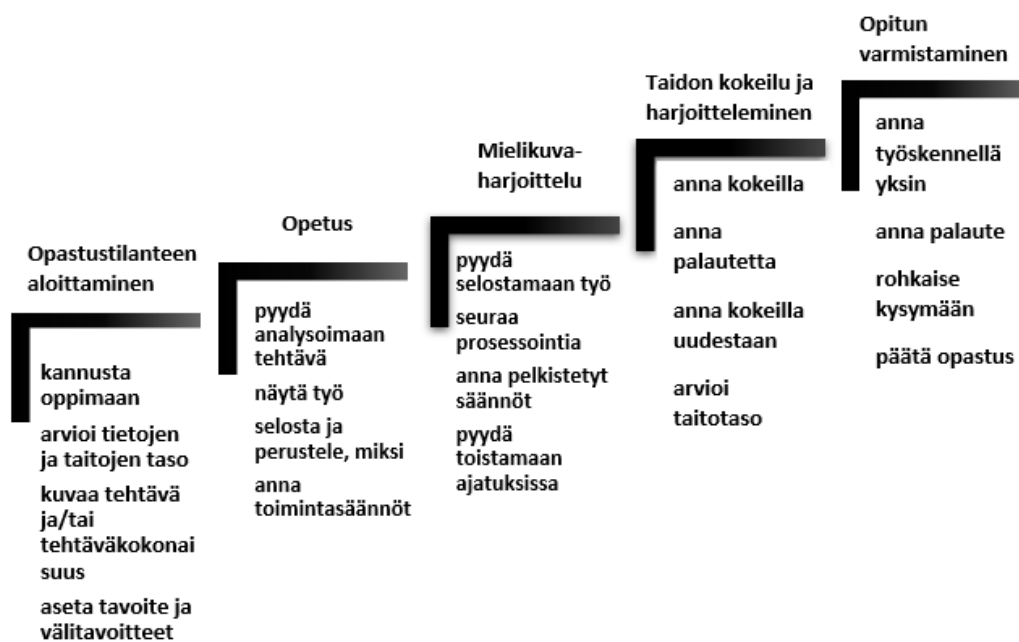 Opastustilanteen
aloittaminen
kannusta
oppimaan
arvioi tietojen
ja taitojen taso
kuvaa tehtävä
ja/tai
tehtäväkokonai
suus
aseta tavoite ja
välitavoitteet
Opetus
pyydä
analysoimaan
tehtävä
näytä työ
selosta ja
perustele, miksi
anna
toimintasäännöt
Mielikuva-
harjoittelu
pyydä
selostamaan työ
seuraa
prosessointia
anna pelkistetyt
säännöt
pyydä
toistamaan
ajatuksissa
Taidon kokeilu ja
harjoitteleminen
anna kokeilla
anna
palautetta
anna kokeilla
uudestaan
arvioi
taitotaso
Opitun
varmistaminen
anna
työskennellä
yksin
anna palaute
rohkaise
kysymään
päätä opastus